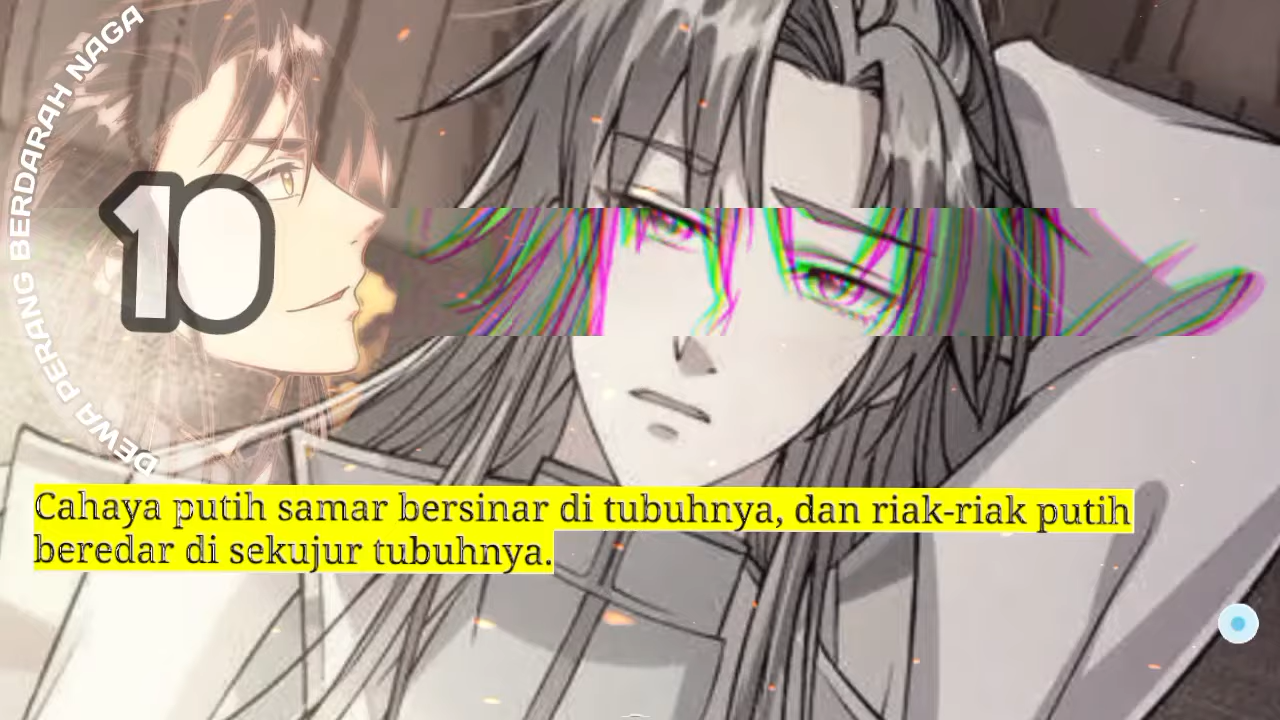 DEWA PERANG BERDARAH NAGA
10
Cahaya putih samar bersinar di tubuhnya, dan riak-riak putih
beredar di sekujur tubuhnya.